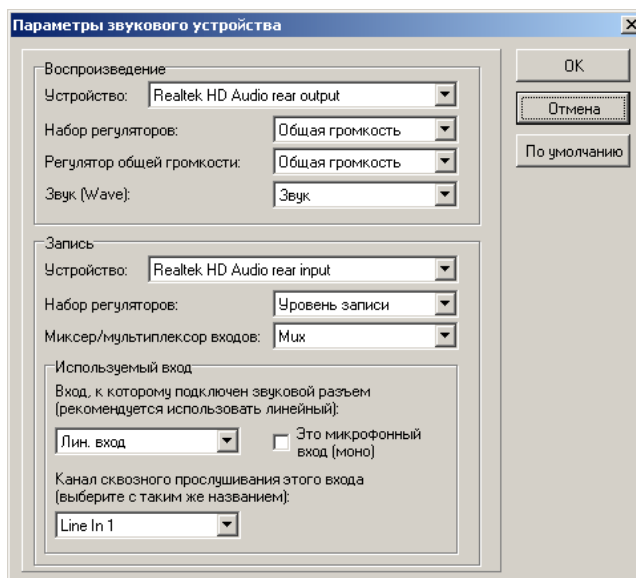 Параметры звукового устройства
Воспроизведение
Устройство: Realtek HD Audio rear output
Набор регуляторов: Общая громкость
Регулятор общей громкости: Общая громкость
Звук (Wave): Звук
Запись
Устройство: Realtek HD Audio rear input
Набор регуляторов: Уровень записи
Миксер/мультиплексор входов: Mux
Используемый вход
Вход, к которому подключен звуковой разъем
(рекомендуется использовать линейный):
Лин. вход
Это микрофонный
вход (моно)
Канал сквозного прослушивания этого входа
(выберите с таким же названием):
Line In 1
OK
Отмена
По умолчанию